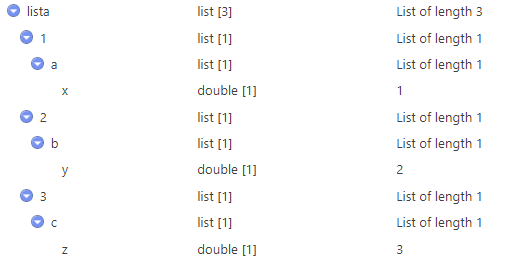 lista list [3] List of length 3
1 list [1] List of length 1
a list [1] List of length 1
x double [1] 1
2 list [1] List of length 1
b list [1] List of length 1
y double [1] 2
3 list [1] List of length 1
c list [1] List of length 1
z double [1] 3